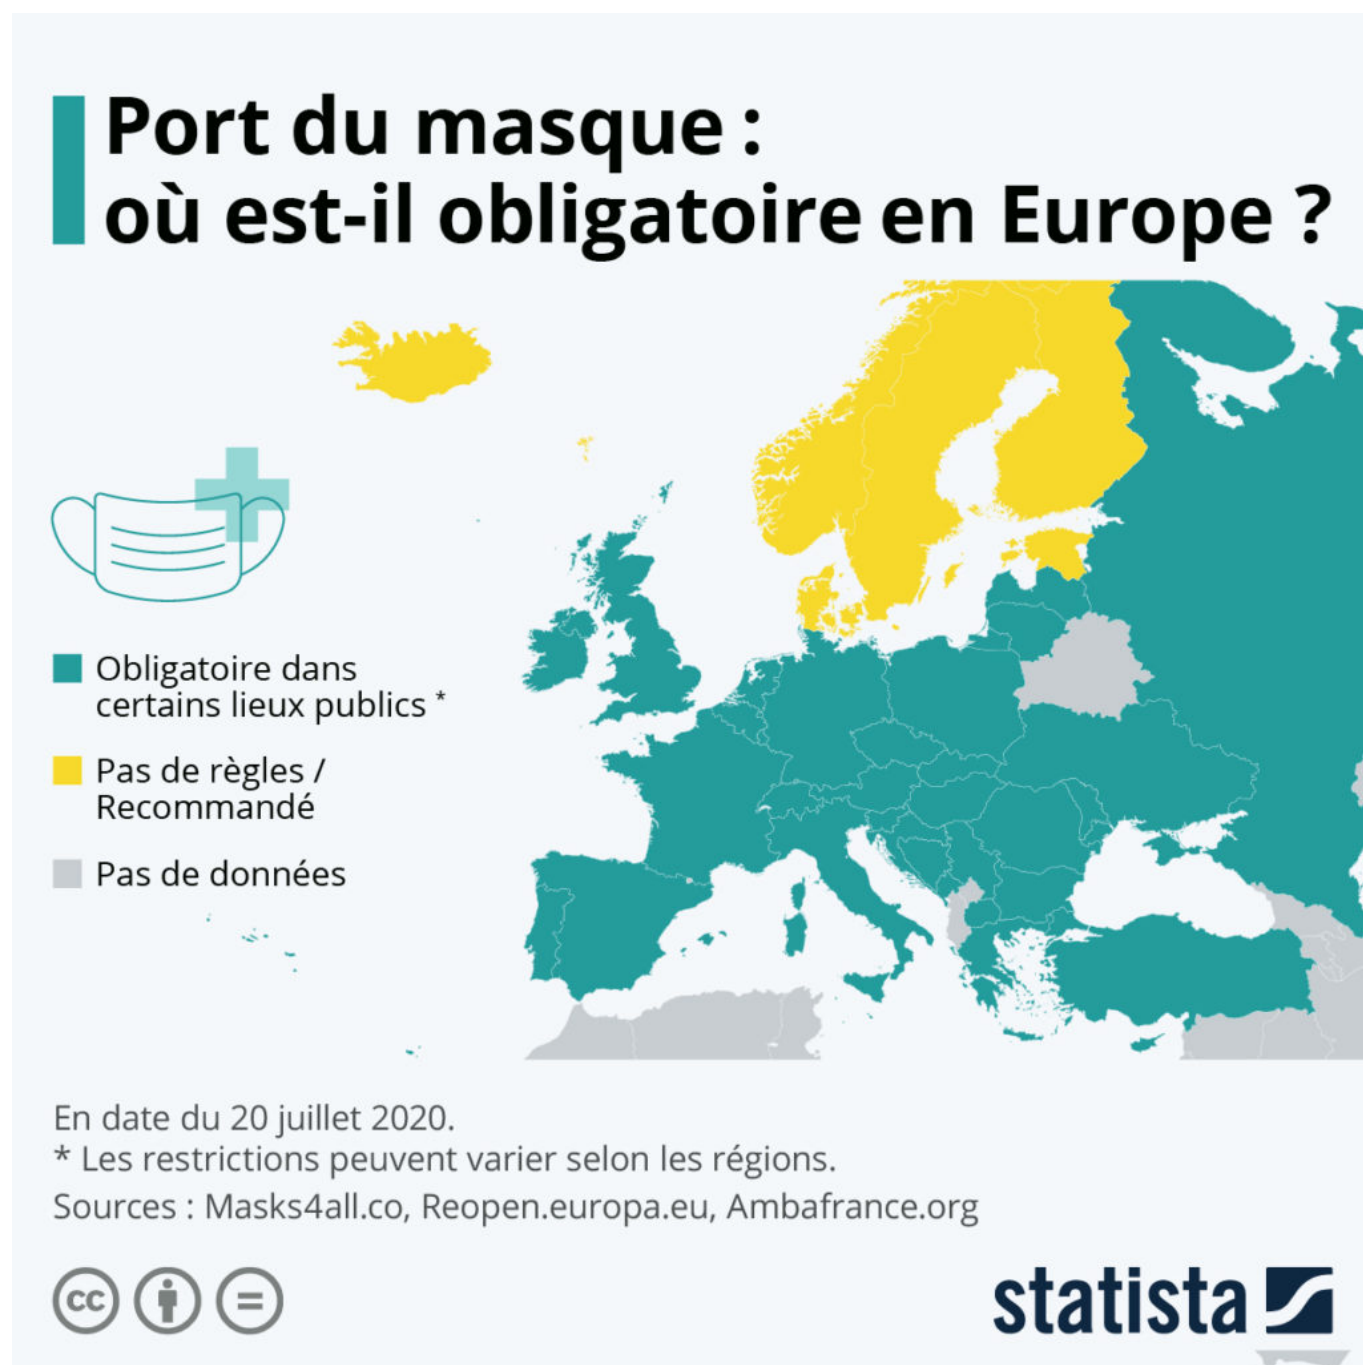 Port du masque :
où est-il obligatoire en Europe ?
Obligatoire dans
certains lieux publics *
Pas de règles /
Recommandé
Pas de données
En date du 20 juillet 2020.
* Les restrictions peuvent varier selon les régions.
Sources : Masks4all.co, Reopen.europa.eu, Ambafrance.org
cc
statista